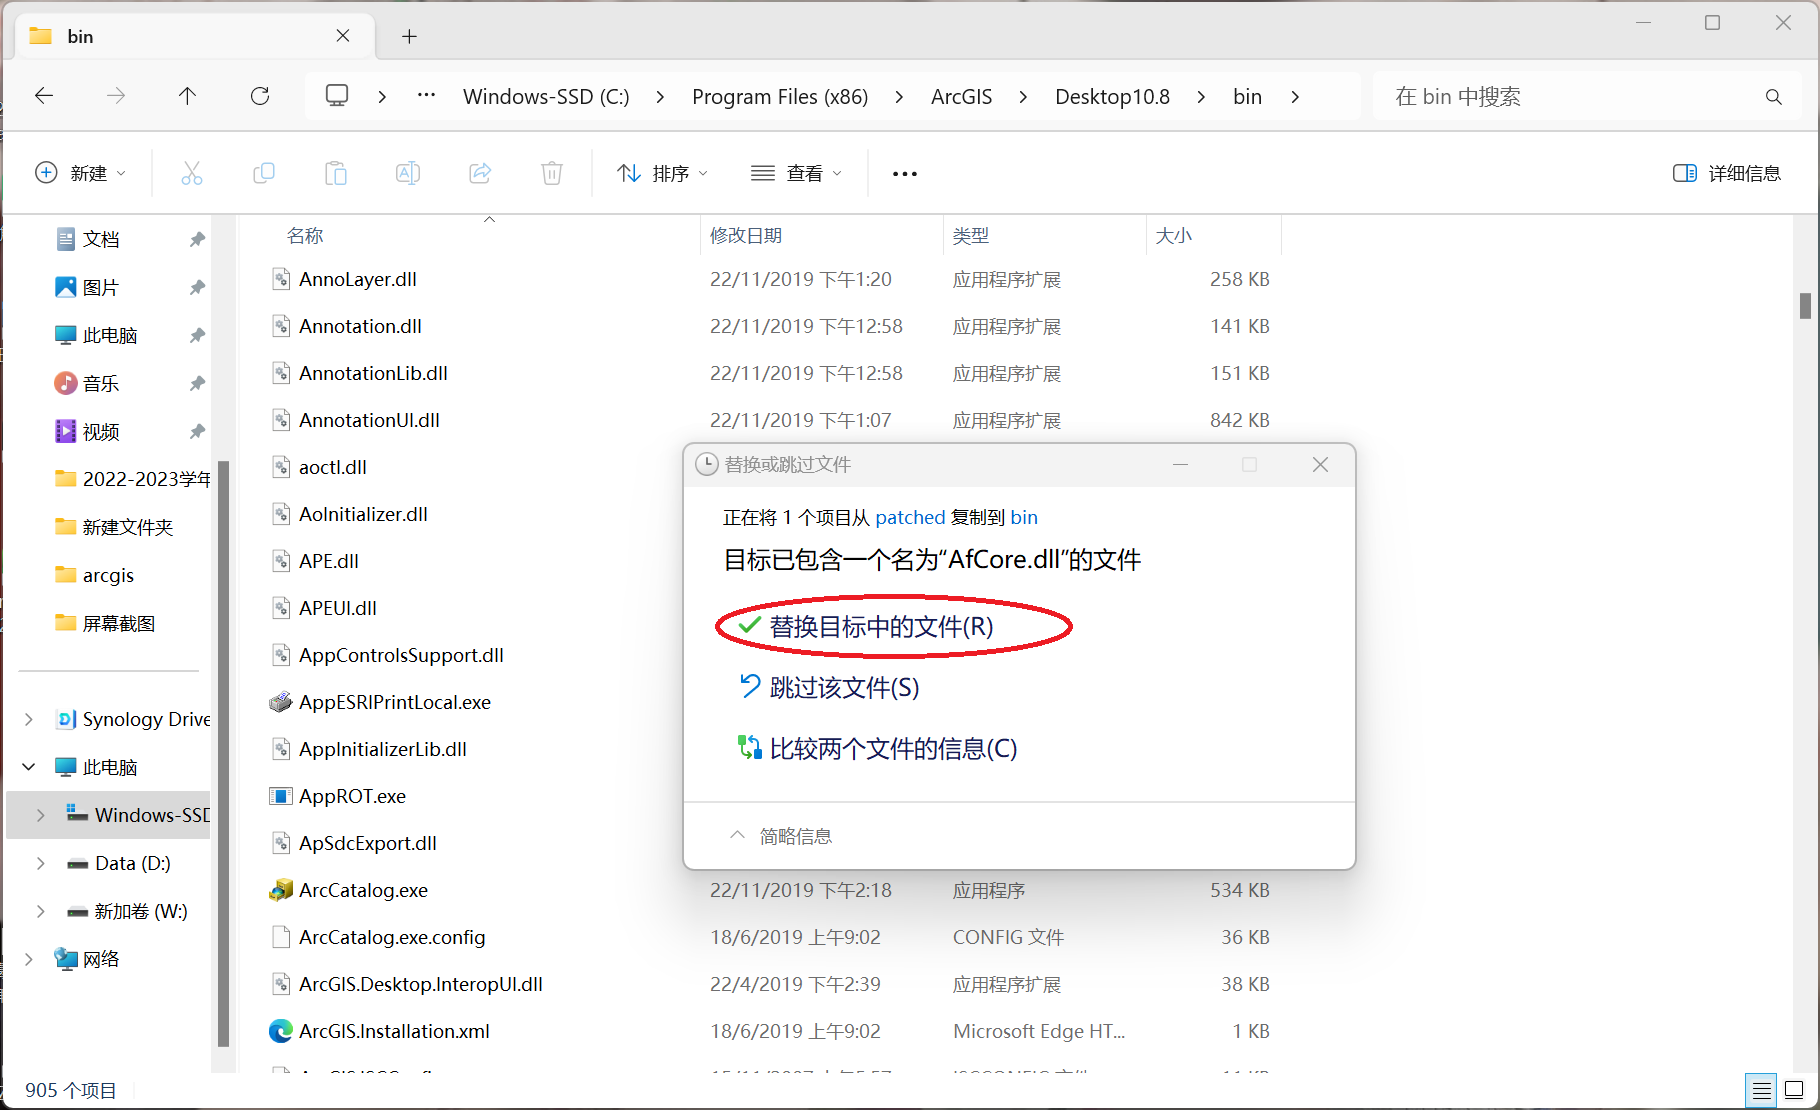 bin
Windows-SSD (C:) Program Files (x86) ArcGIS Desktop10.8 bin
在 bin 中搜索
新建 排序 查看 详细信息
文档
图片
此电脑
音乐
视频
2022-2023学年
新建文件夹
arcgis
屏幕截图
Synology Drive
此电脑
Windows-SSD
Data (D:)
新加卷 (W:)
网络
名称 修改日期 类型 大小
AnnoLayer.dll 22/11/2019 下午1:20 应用程序扩展 258 KB
Annotation.dll 22/11/2019 下午12:58 应用程序扩展 141 KB
AnnotationLib.dll 22/11/2019 下午12:58 应用程序扩展 151 KB
AnnotationUI.dll 22/11/2019 下午1:07 应用程序扩展 842 KB
aoctl.dll
AoInitializer.dll
APE.dll
APEUI.dll
AppControlsSupport.dll
AppESRIPrintLocal.exe
AppInitializerLib.dll
AppROT.exe
ApSdcExport.dll
ArcCatalog.exe 22/11/2019 下午2:18 应用程序 534 KB
ArcCatalog.exe.config 18/6/2019 上午9:02 CONFIG 文件 36 KB
ArcGIS.Desktop.InteropUI.dll 22/4/2019 下午2:39 应用程序扩展 38 KB
ArcGIS.Installation.xml 18/6/2019 上午9:02 Microsoft Edge HT... 1 KB
替换或跳过文件
正在将 1 个项目从 patched 复制到 bin
目标已包含一个名为“AfCore.dll”的文件
替换目标中的文件(R)
跳过该文件(S)
比较两个文件的信息(C)
简略信息
905 个项目